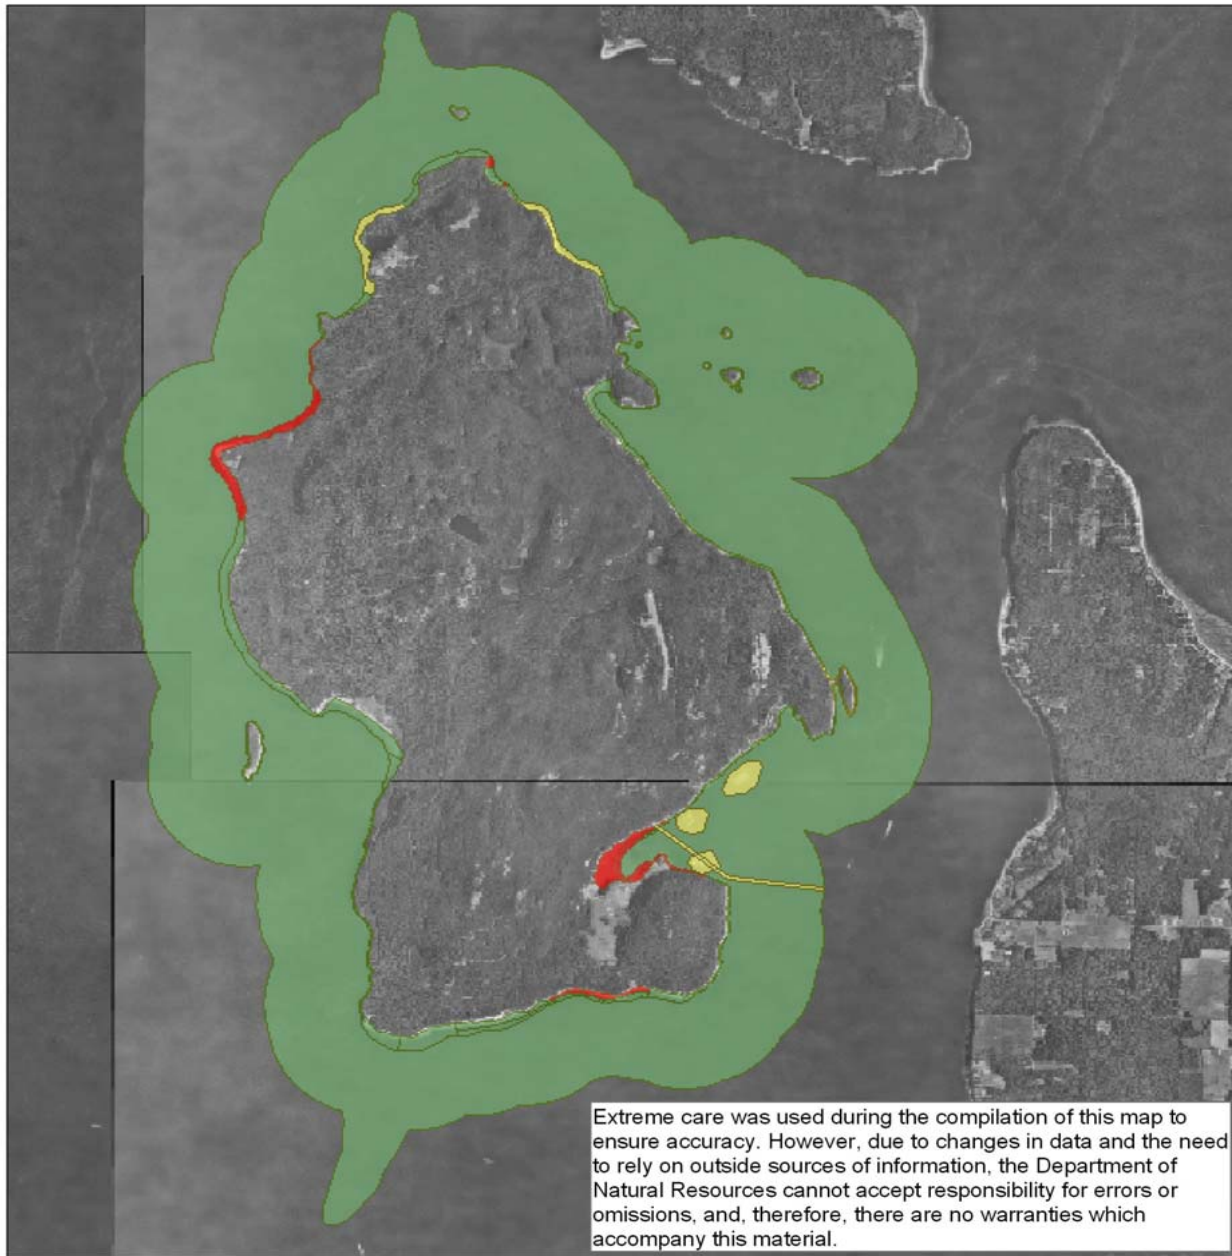 Extreme care was used during the compilation of this map to
ensure accuracy. However, due to changes in data and the need
to rely on outside sources of information, the Department of
Natural Resources cannot accept responsibility for errors or
omissions, and, therefore, there are no warranties which
accompany this material.